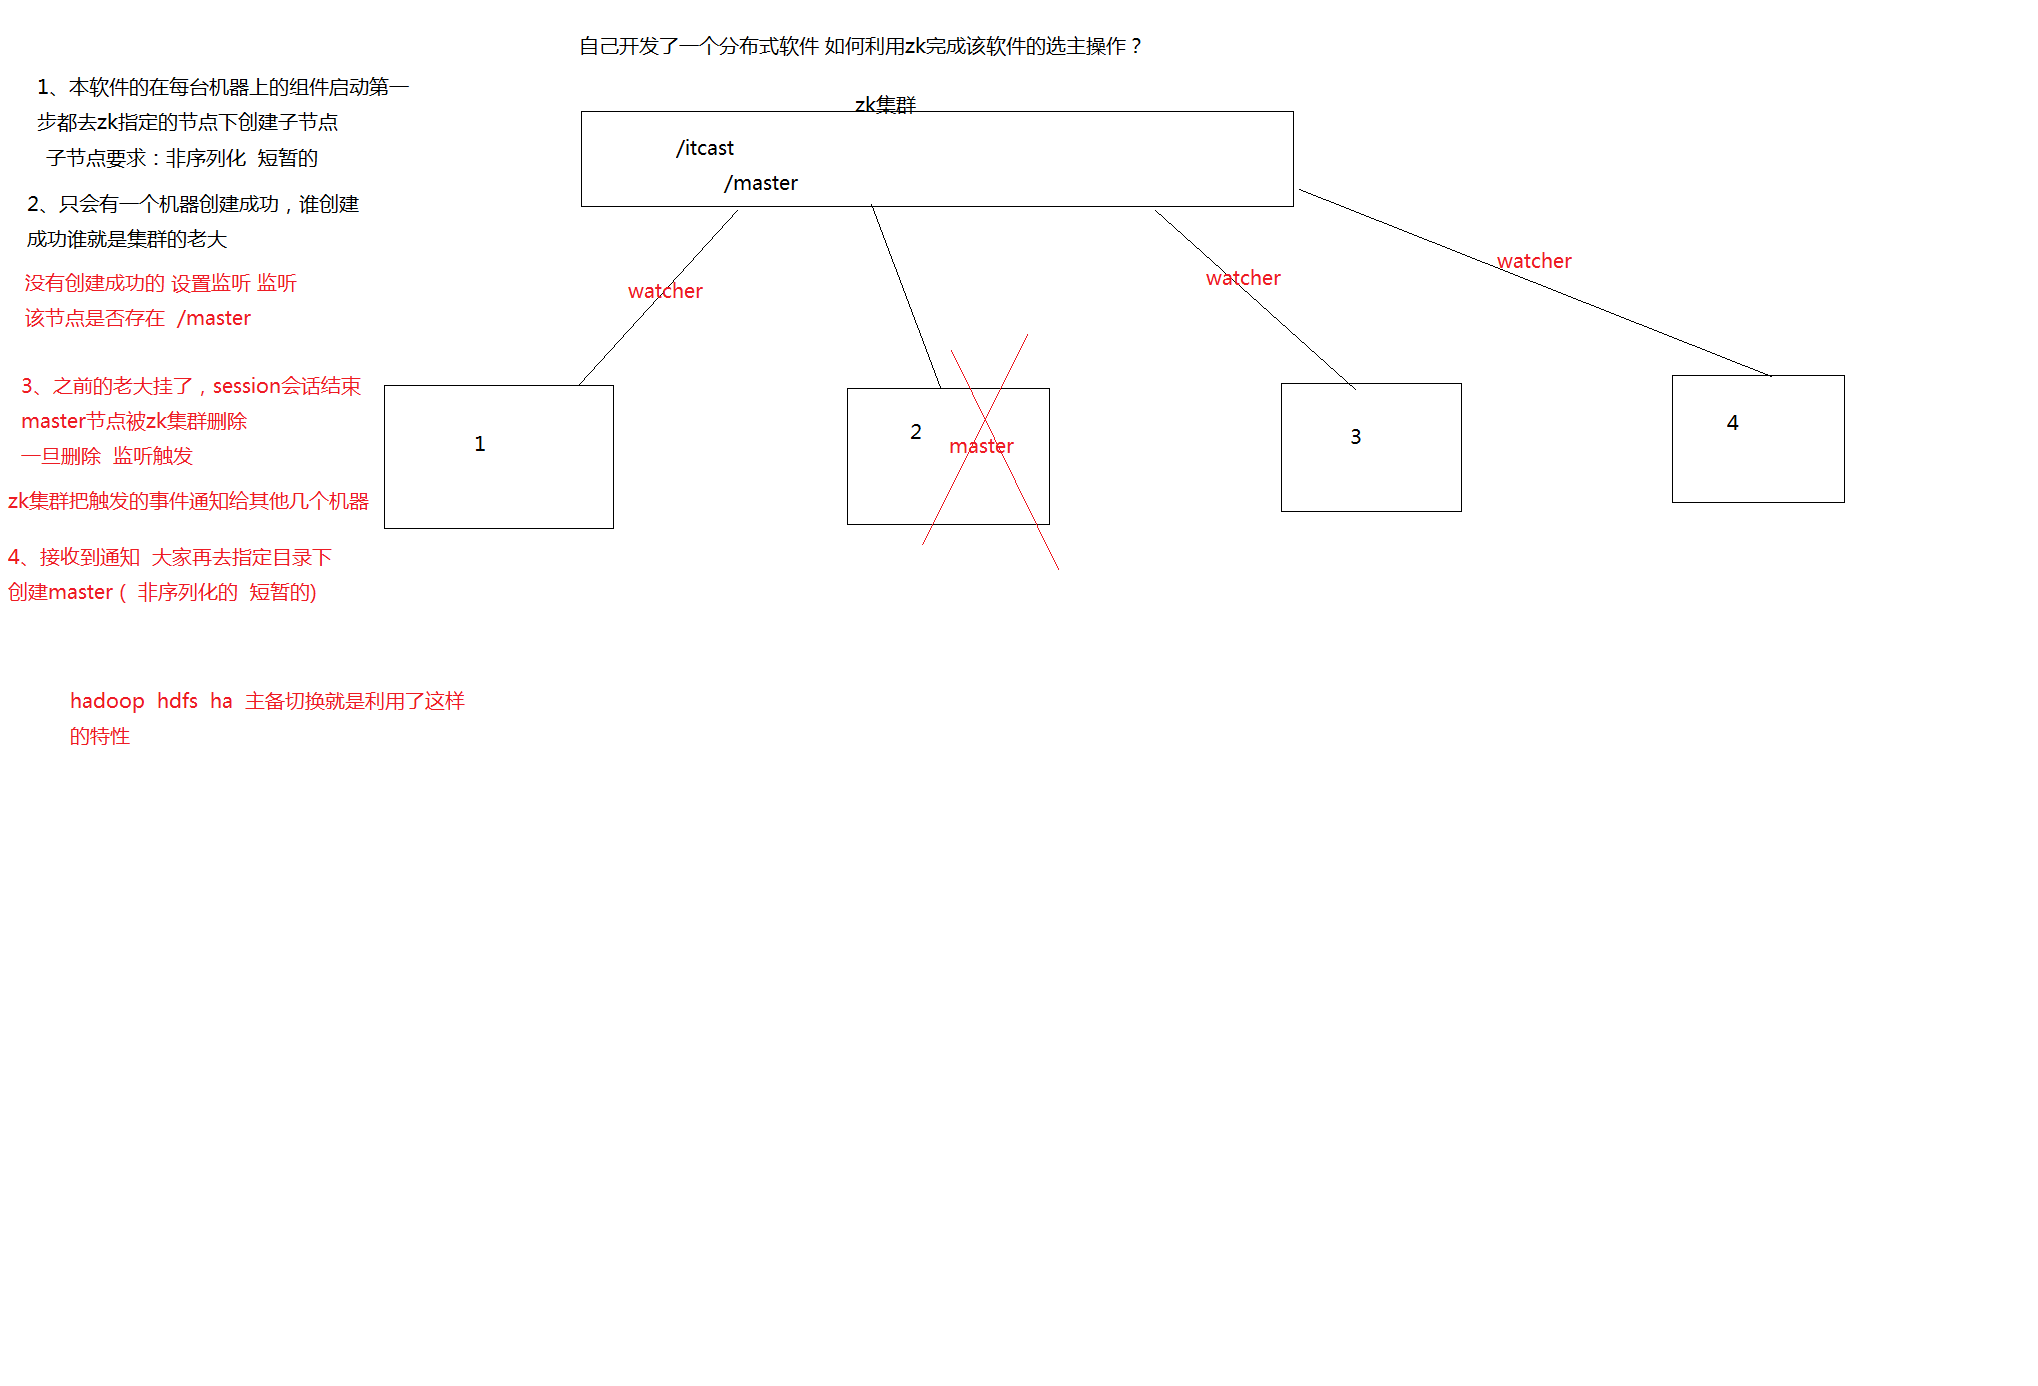 自己开发了一个分布式软件 如何利用zk完成该软件的选主操作？
1、本软件的在每台机器上的组件启动第一
步都去zk指定的节点下创建子节点
子节点要求：非序列化 短暂的
2、只会有一个机器创建成功，谁创建
成功谁就是集群的老大
没有创建成功的 设置监听 监听
该节点是否存在 /master
3、之前的老大挂了，session会话结束
master节点被zk集群删除
一旦删除 监听触发
zk集群把触发的事件通知给其他几个机器
4、接收到通知 大家再去指定目录下
创建master（ 非序列化的 短暂的)
hadoop hdfs ha 主备切换就是利用了这样
的特性
zk集群
/itcast
/master
watcher
watcher
watcher
1
2
master
3
4